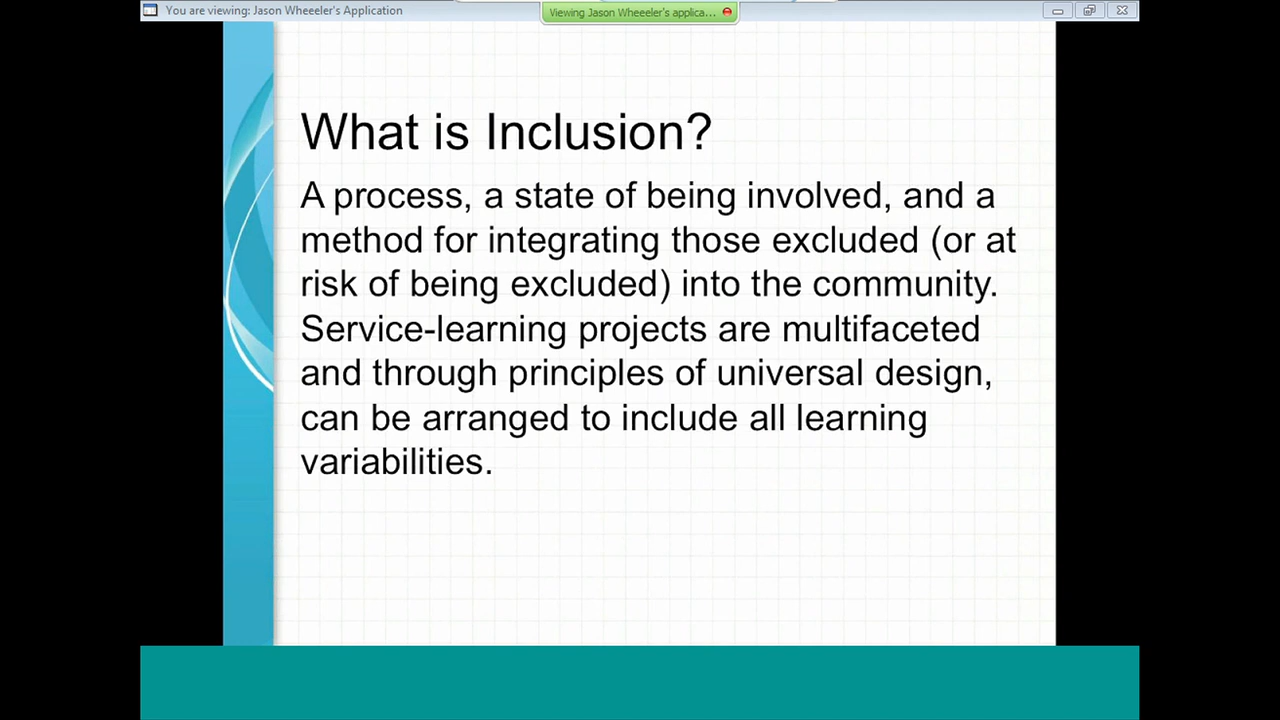 You are viewing: Jason Wheeeler's Application
Viewing Jason Wheeeler's applica...
What is Inclusion?
A process, a state of being involved, and a
method for integrating those excluded (or at
risk of being excluded) into the community.
Service-learning projects are multifaceted
and through principles of universal design,
can be arranged to include all learning
variabilities.